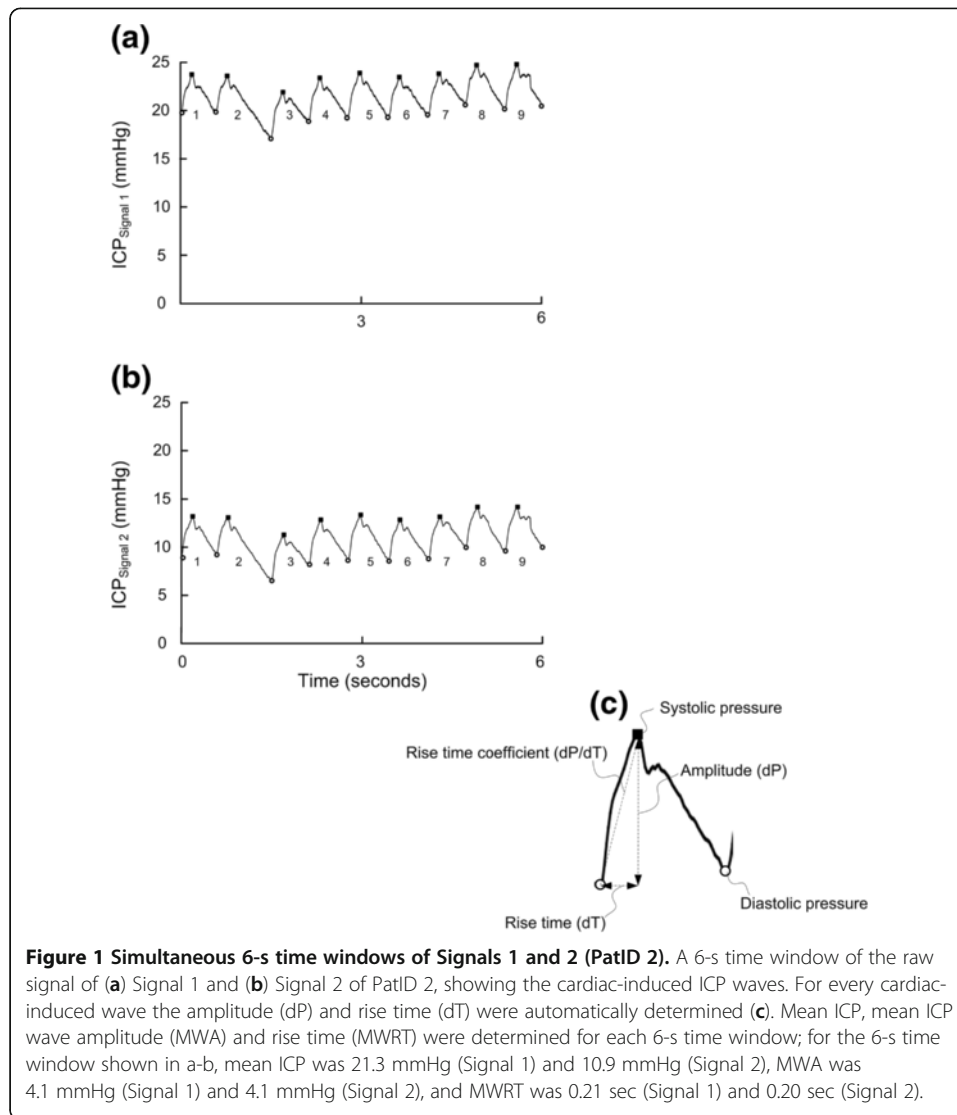 (a)
25
20
15
10
5
0
ICP Signal 1 (mmHg)
1 2 3 4 5 6 7 8 9
3 6
(b)
25
20
15
10
5
0
ICP Signal 2 (mmHg)
1 2 3 4 5 6 7 8 9
0 3 6
Time (seconds)
(c)
Systolic pressure
Rise time coefficient (dP/dT)
Amplitude (dP)
Diastolic pressure
Rise time (dT)
Figure 1 Simultaneous 6-s time windows of Signals 1 and 2 (PatID 2). A 6-s time window of the raw
signal of (a) Signal 1 and (b) Signal 2 of PatID 2, showing the cardiac-induced ICP waves. For every cardiac-
induced wave the amplitude (dP) and rise time (dT) were automatically determined (c). Mean ICP, mean ICP
wave amplitude (MWA) and rise time (MWRT) were determined for each 6-s time window; for the 6-s time
window shown in a-b, mean ICP was 21.3 mmHg (Signal 1) and 10.9 mmHg (Signal 2), MWA was
4.1 mmHg (Signal 1) and 4.1 mmHg (Signal 2), and MWRT was 0.21 sec (Signal 1) and 0.20 sec (Signal 2).